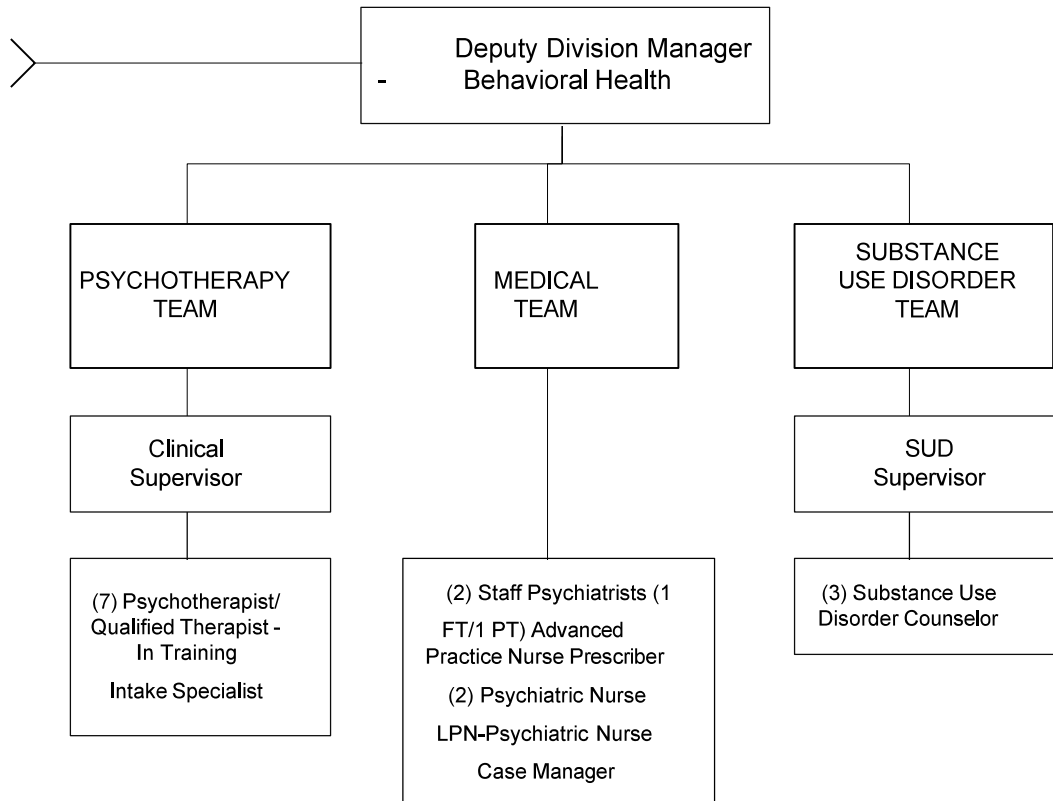 Deputy Division Manager
- Behavioral Health
PSYCHOTHERAPY
TEAM
MEDICAL
TEAM
SUBSTANCE
USE DISORDER
TEAM
Clinical
Supervisor
SUD
Supervisor
(7) Psychotherapist/
Qualified Therapist -
In Training
Intake Specialist
(2) Staff Psychiatrists (1
FT/1 PT) Advanced
Practice Nurse Prescriber
(2) Psychiatric Nurse
LPN-Psychiatric Nurse
Case Manager
(3) Substance Use
Disorder Counselor